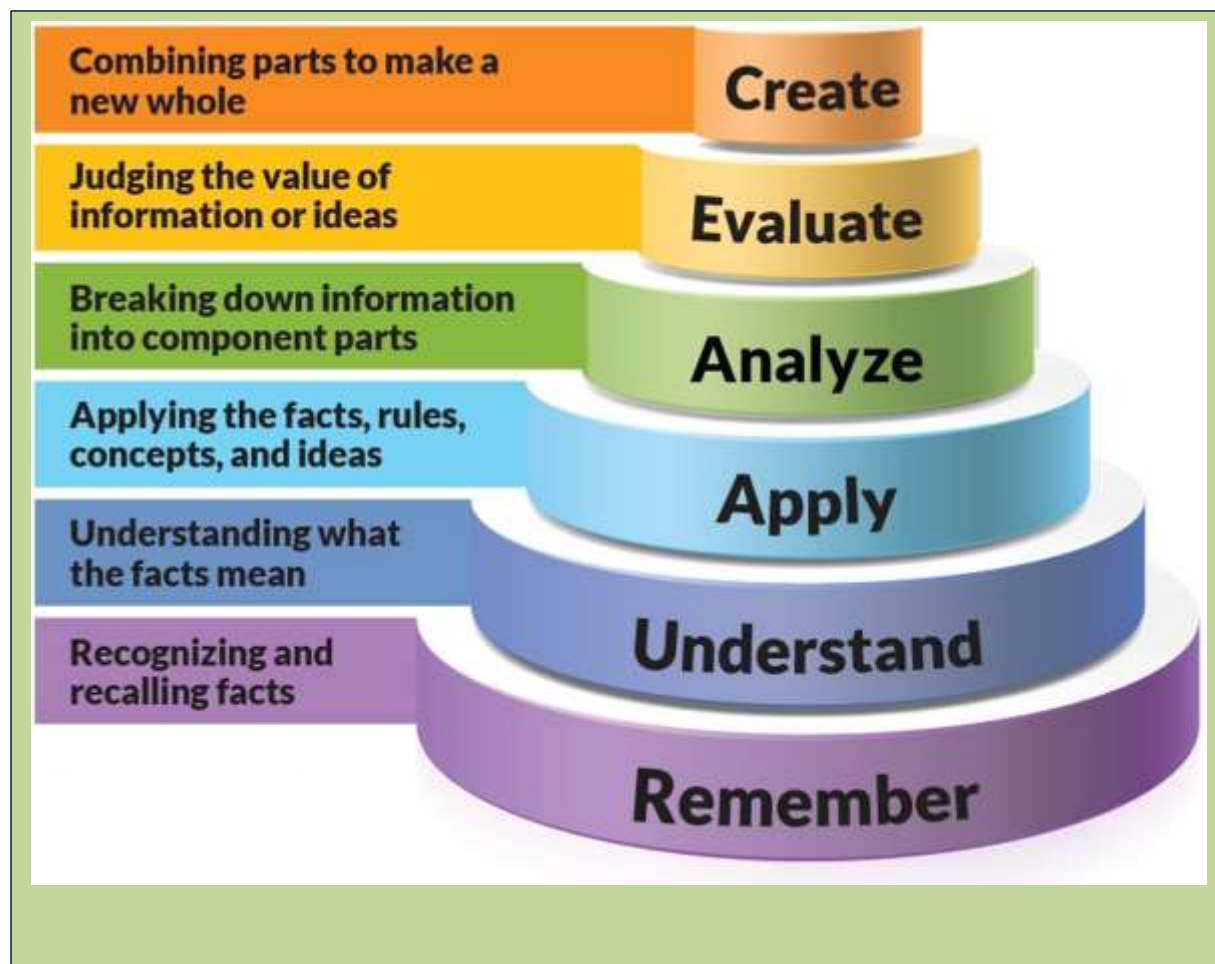 Combining parts to make a
new whole
Create
Judging the value of
information or ideas
Evaluate
Breaking down information
into component parts
Analyze
Applying the facts, rules,
concepts, and ideas
Apply
Understanding what
the facts mean
Understand
Recognizing and
recalling facts
Remember